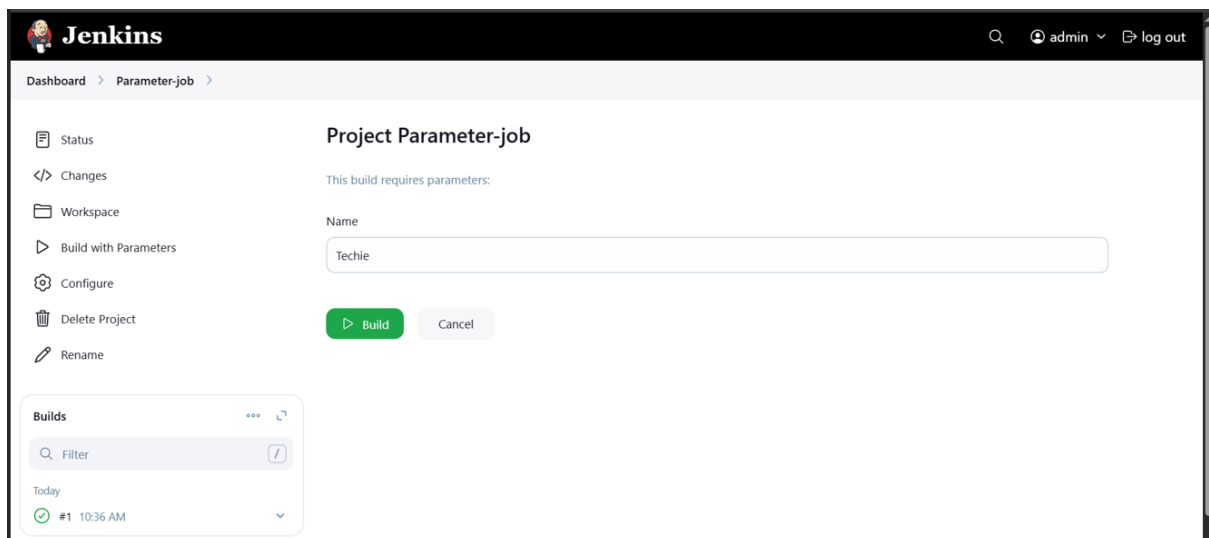 Jenkins
admin
log out
Dashboard > Parameter-job >
Status
Changes
Workspace
Build with Parameters
Configure
Delete Project
Rename
Builds
Filter
/
Today
#1 10:36 AM
Project Parameter-job
This build requires parameters:
Name
Techie
Build
Cancel